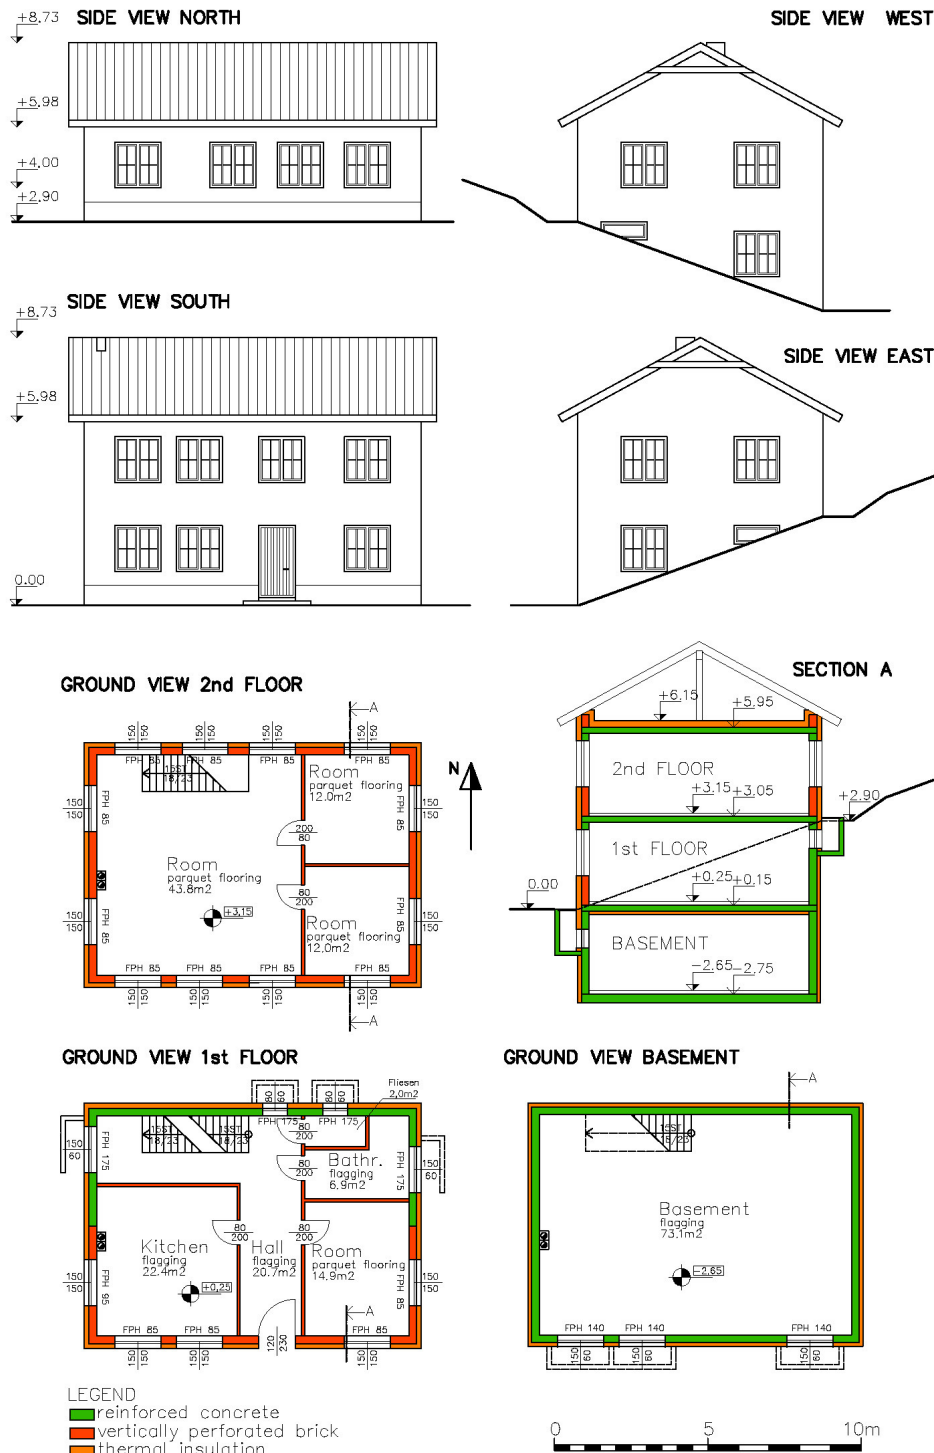 +8.73
SIDE VIEW NORTH
SIDE VIEW WEST
+5.98
+4.00
+2.90
SIDE VIEW SOUTH
+8.73
SIDE VIEW EAST
+5.98
0.00
GROUND VIEW 2nd FLOOR
SECTION A
A
150 150
150 150
150 150
150 150
FPH 85
FPH 85
FPH 85
FPH 85
15ST
18/23
Room
parquet flooring
12.0m2
N
150
150
FPH 85
FPH 85
150
150
200
80
Room
parquet flooring
43.8m2
+3,15
80
200
Room
parquet flooring
12,0m2
150
150
FPH 85
FPH 85
150
150
FPH 85
FPH 85
FPH 85
FPH 85
150 150
150 150
150 150
150 150
A
+6.15
+5.95
2nd FLOOR
+3.15
+3.05
+2.90
1st FLOOR
+0.25
+0.15
0.00
BASEMENT
-2.65
-2.75
GROUND VIEW 1st FLOOR
GROUND VIEW BASEMENT
Fliesen
2,0m2
80 60
80 60
FPH 175
FPH 175
15ST
18/23
15ST
18/23
80
200
150
60
FPH 175
80
200
Bathr.
flagging
6.9m2
FPH 175
150
60
80
200
80
200
Kitchen
flagging
22.4m2
Hall
flagging
20.7m2
Room
parquet flooring
14.9m2
+0,25
150
150
FPH 95
FPH 85
150
150
A
FPH 85
FPH 85
FPH 85
150 150
150 150
120 230
150 150
A
15ST
18/23
Basement
flagging
73.1m2
-2,65
FPH 140
FPH 140
FPH 140
150 60
150 60
150 60
LEGEND
reinforced concrete
vertically perforated brick
thermal insulation
0 5 10m